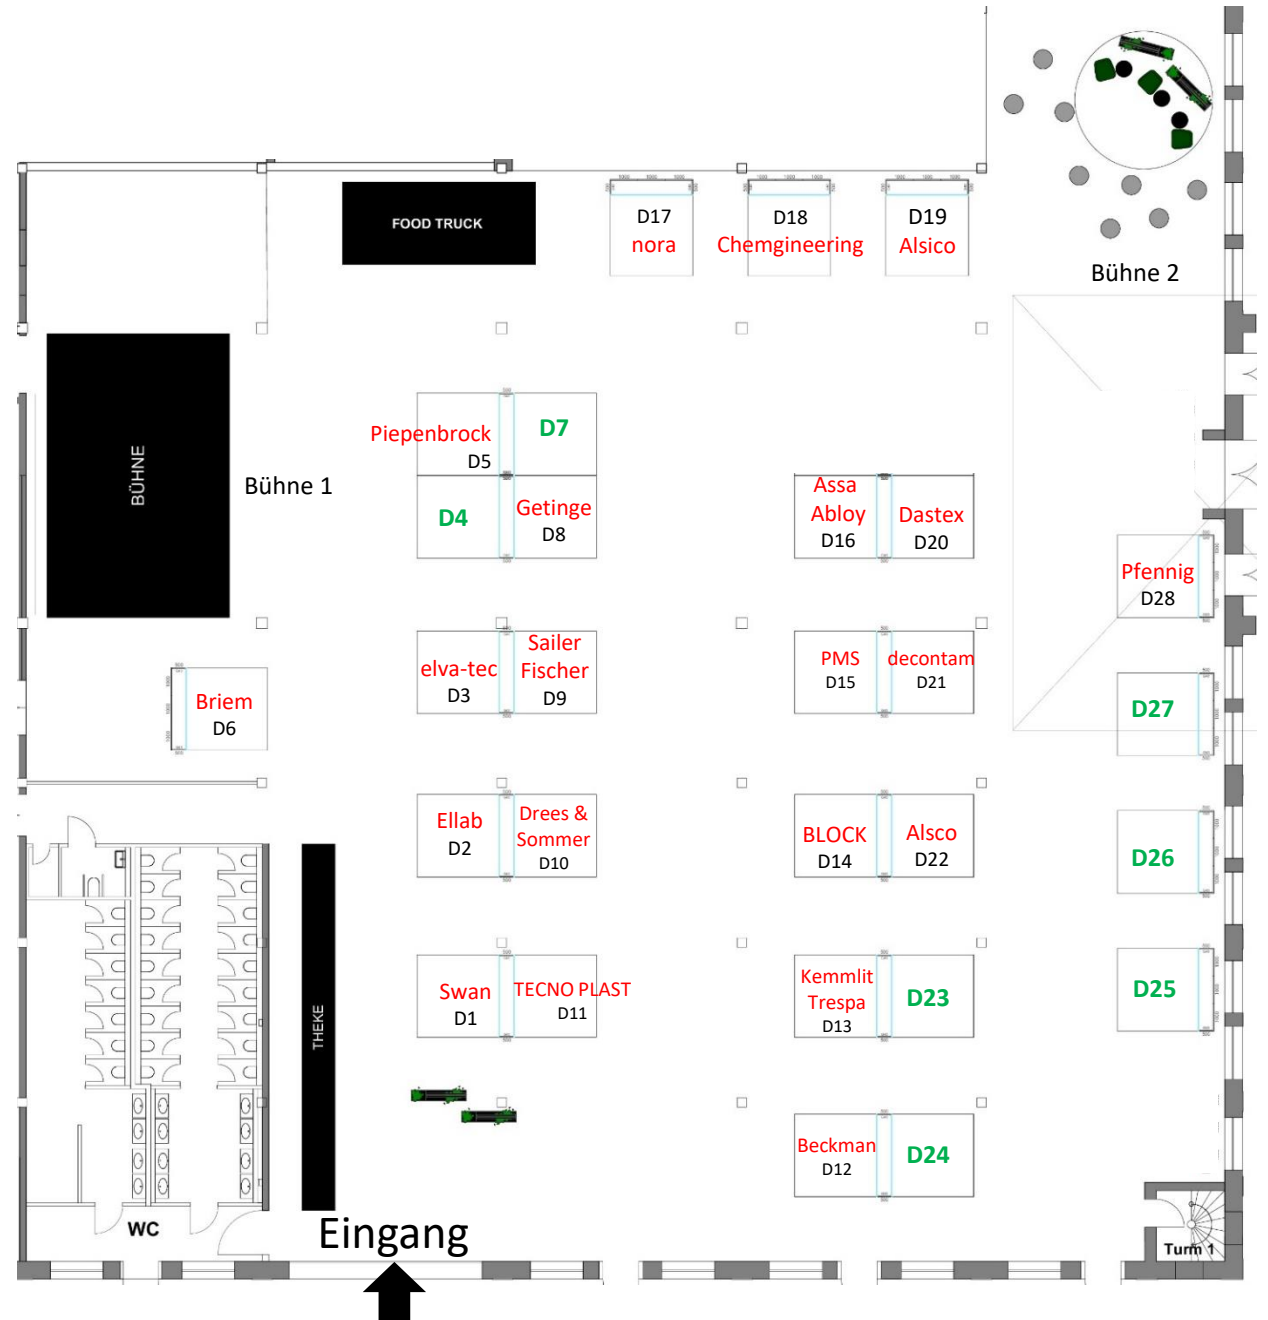 FOOD TRUCK
D17
nora
D18
Chemgineering
D19
Alsico
Bühne 2
BÜHNE
Bühne 1
Piepenbrock
D5
D7
D4
Getinge
D8
Assa
Abloy
D16
Dastex
D20
Pfennig
D28
Briem
D6
elva-tec
D3
Sailer
Fischer
D9
PMS
D15
decontam
D21
D27
Ellab
D2
Drees &
Sommer
D10
BLOCK
D14
Alsco
D22
D26
THEKE
Swan
D1
TECNO PLAST
D11
Kemmlit
Trespa
D13
D23
D25
Beckman
D12
D24
WC
Eingang
Turm 1